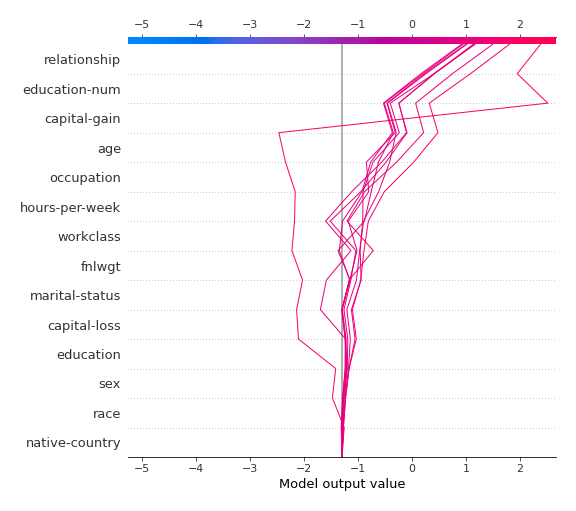 −5 −4 −3 −2 −1 0 1 2
relationship
education-num
capital-gain
age
occupation
hours-per-week
workclass
fnlwgt
marital-status
capital-loss
education
sex
race
native-country
−5 −4 −3 −2 −1 0 1 2
Model output value